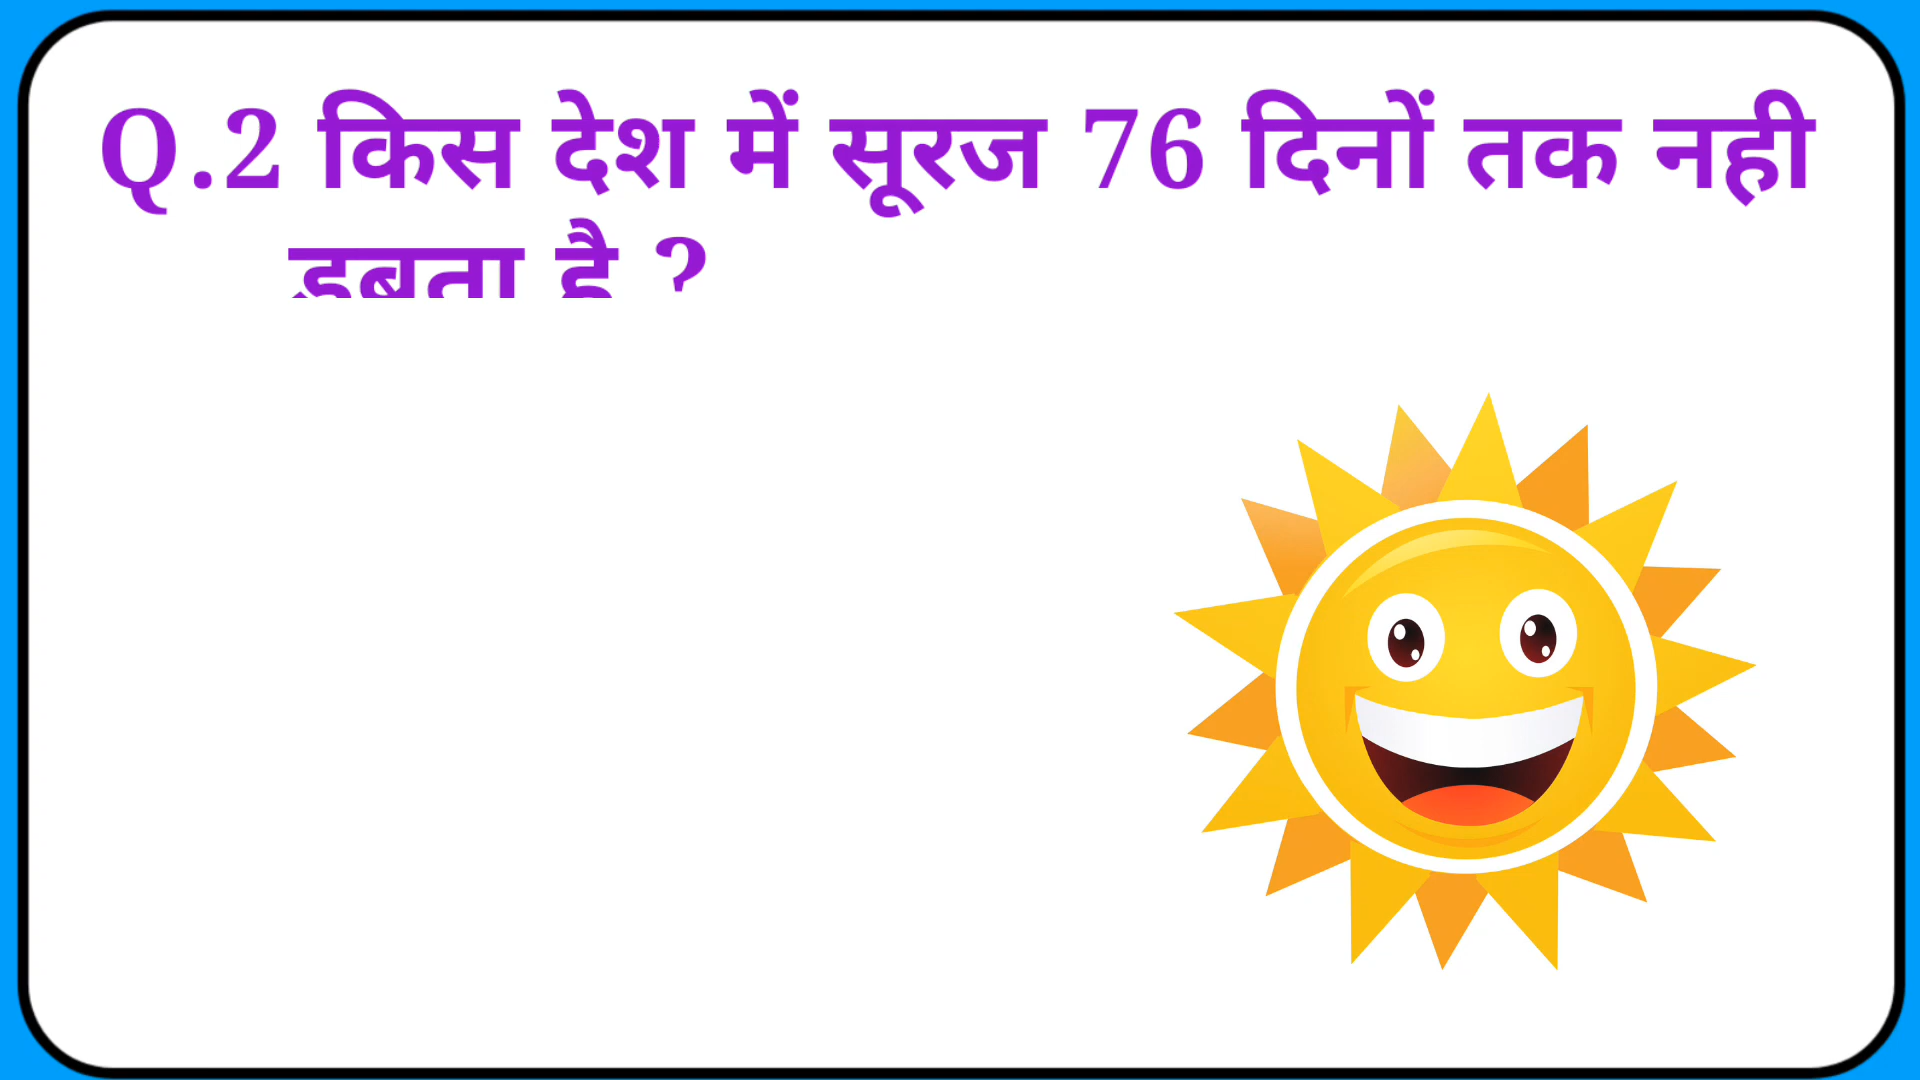 Q.2 किस देश में सूरज 76 दिनों तक नही
डूबता है ?